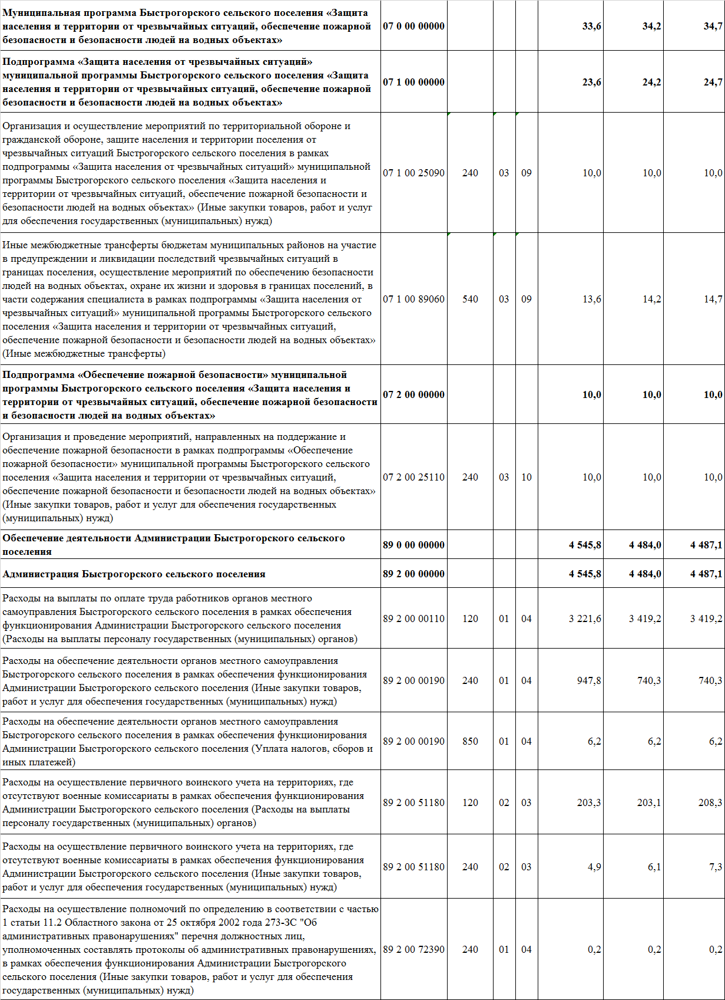 Муниципальная программа Быстрогорского сельского поселения «Защита
населения и территории от чрезвычайных ситуаций, обеспечение пожарной
безопасности и безопасности людей на водных объектах»
07 0 00 00000 33,6 34,2 34,7
Подпрограмма «Защита населения от чрезвычайных ситуаций»
муниципальной программы Быстрогорского сельского поселения «Защита
населения и территории от чрезвычайных ситуаций, обеспечение пожарной
безопасности и безопасности людей на водных объектах»
07 1 00 00000 23,6 24,2 24,7
Организация и осуществление мероприятий по территориальной обороне и
гражданской обороне, защите населения и территории поселения от
чрезвычайных ситуаций Быстрогорского сельского поселения в рамках
подпрограммы «Защита населения от чрезвычайных ситуаций» муниципальной
программы Быстрогорского сельского поселения «Защита населения и
территории от чрезвычайных ситуаций, обеспечение пожарной безопасности и
безопасности людей на водных объектах» (Иные закупки товаров, работ и услуг
для обеспечения государственных (муниципальных) нужд)
07 1 00 25090 240 03 09 10,0 10,0 10,0
Иные межбюджетные трансферты бюджетам муниципальных районов на участие
в предупреждении и ликвидации последствий чрезвычайных ситуаций в
границах поселения, осуществление мероприятий по обеспечению безопасности
людей на водных объектах, охране их жизни и здоровья в границах поселений, в
части содержания специалиста в рамках подпрограммы «Защита населения от
чрезвычайных ситуаций» муниципальной программы Быстрогорского сельского
поселения «Защита населения и территории от чрезвычайных ситуаций,
обеспечение пожарной безопасности и безопасности людей на водных объектах»
(Иные межбюджетные трансферты)
07 1 00 89060 540 03 09 13,6 14,2 14,7
Подпрограмма «Обеспечение пожарной безопасности» муниципальной
программы Быстрогорского сельского поселения «Защита населения и
территории от чрезвычайных ситуаций, обеспечение пожарной безопасности
и безопасности людей на водных объектах»
07 2 00 00000 10,0 10,0 10,0
Организация и проведение мероприятий, направленных на поддержание и
обеспечение пожарной безопасности в рамках подпрограммы «Обеспечение
пожарной безопасности» муниципальной программы Быстрогорского сельского
поселения «Защита населения и территории от чрезвычайных ситуаций,
обеспечение пожарной безопасности и безопасности людей на водных объектах»
(Иные закупки товаров, работ и услуг для обеспечения государственных
(муниципальных) нужд)
07 2 00 25110 240 03 10 10,0 10,0 10,0
Обеспечение деятельности Администрации Быстрогорского сельского
поселения
89 0 00 00000 4 545,8 4 484,0 4 487,1
Администрация Быстрогорского сельского поселения 89 2 00 00000 4 545,8 4 484,0 4 487,1
Расходы на выплаты по оплате труда работников органов местного
самоуправления Быстрогорского сельского поселения в рамках обеспечения
функционирования Администрации Быстрогорского сельского поселения
(Расходы на выплаты персоналу государственных (муниципальных) органов)
89 2 00 00110 120 01 04 3 221,6 3 419,2 3 419,2
Расходы на обеспечение деятельности органов местного самоуправления
Быстрогорского сельского поселения в рамках обеспечения функционирования
Администрации Быстрогорского сельского поселения (Иные закупки товаров,
работ и услуг для обеспечения государственных (муниципальных) нужд)
89 2 00 00190 240 01 04 947,8 740,3 740,3
Расходы на обеспечение деятельности органов местного самоуправления
Быстрогорского сельского поселения в рамках обеспечения функционирования
Администрации Быстрогорского сельского поселения (Уплата налогов, сборов и
иных платежей)
89 2 00 00190 850 01 04 6,2 6,2 6,2
Расходы на осуществление первичного воинского учета на территориях, где
отсутствуют военные комиссариаты в рамках обеспечения функционирования
Администрации Быстрогорского сельского поселения (Расходы на выплаты
персоналу государственных (муниципальных) органов)
89 2 00 51180 120 02 03 203,3 203,1 208,3
Расходы на осуществление первичного воинского учета на территориях, где
отсутствуют военные комиссариаты в рамках обеспечения функционирования
Администрации Быстрогорского сельского поселения (Иные закупки товаров,
работ и услуг для обеспечения государственных (муниципальных) нужд)
89 2 00 51180 240 02 03 4,9 6,1 7,3
Расходы на осуществление полномочий по определению в соответствии с частью
1 статьи 11.2 Областного закона от 25 октября 2002 года 273-ЗС "Об
административных правонарушениях" перечня должностных лиц,
уполномоченных составлять протоколы об административных правонарушениях,
в рамках обеспечения функционирования Администрации Быстрогорского
сельского поселения (Иные закупки товаров, работ и услуг для обеспечения
государственных (муниципальных) нужд)
89 2 00 72390 240 01 04 0,2 0,2 0,2